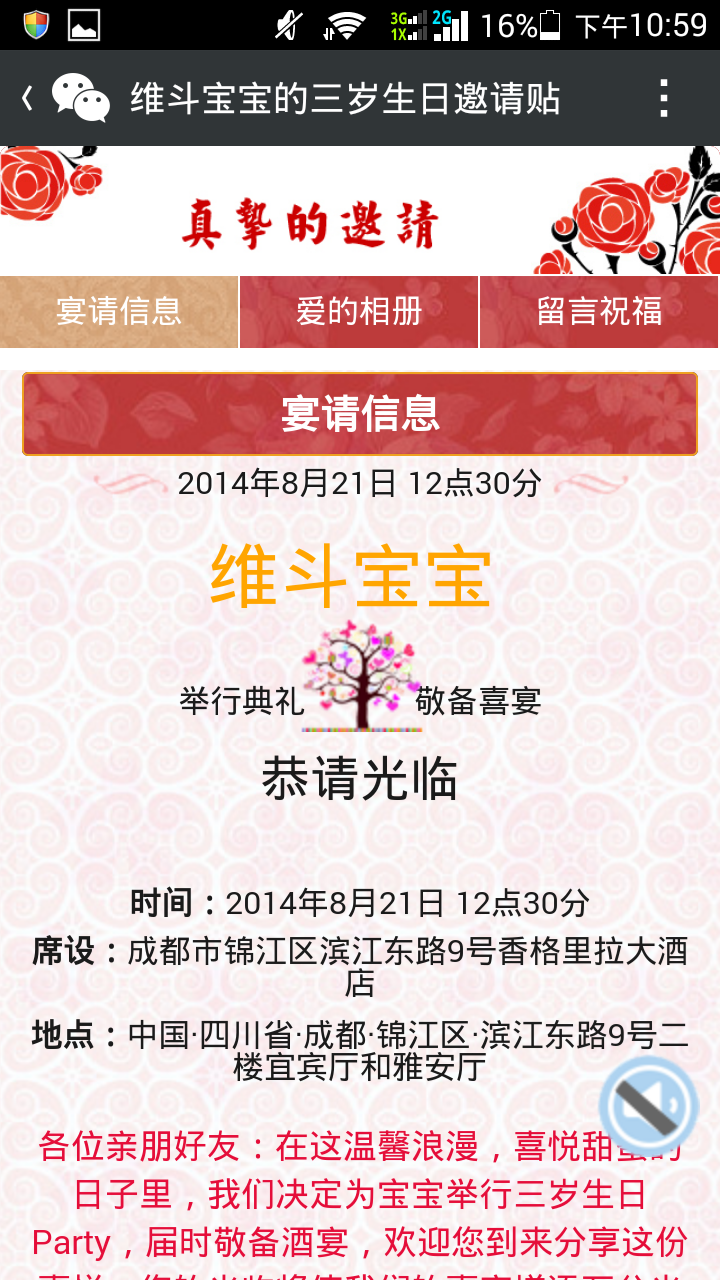 3G 1X 2G 16% 下午10:59
维斗宝宝的三岁生日邀请贴
真摯的邀請
宴请信息 爱的相册 留言祝福
宴请信息
2014年8月21日 12点30分
维斗宝宝
举行典礼 敬备喜宴
恭请光临
时间：2014年8月21日 12点30分
席设：成都市锦江区滨江东路9号香格里拉大酒
店
地点：中国·四川省·成都·锦江区·滨江东路9号二
楼宜宾厅和雅安厅
各位亲朋好友：在这温馨浪漫，喜悦甜蜜的
日子里，我们决定为宝宝举行三岁生日
Party，届时敬备酒宴，欢迎您到来分享这份